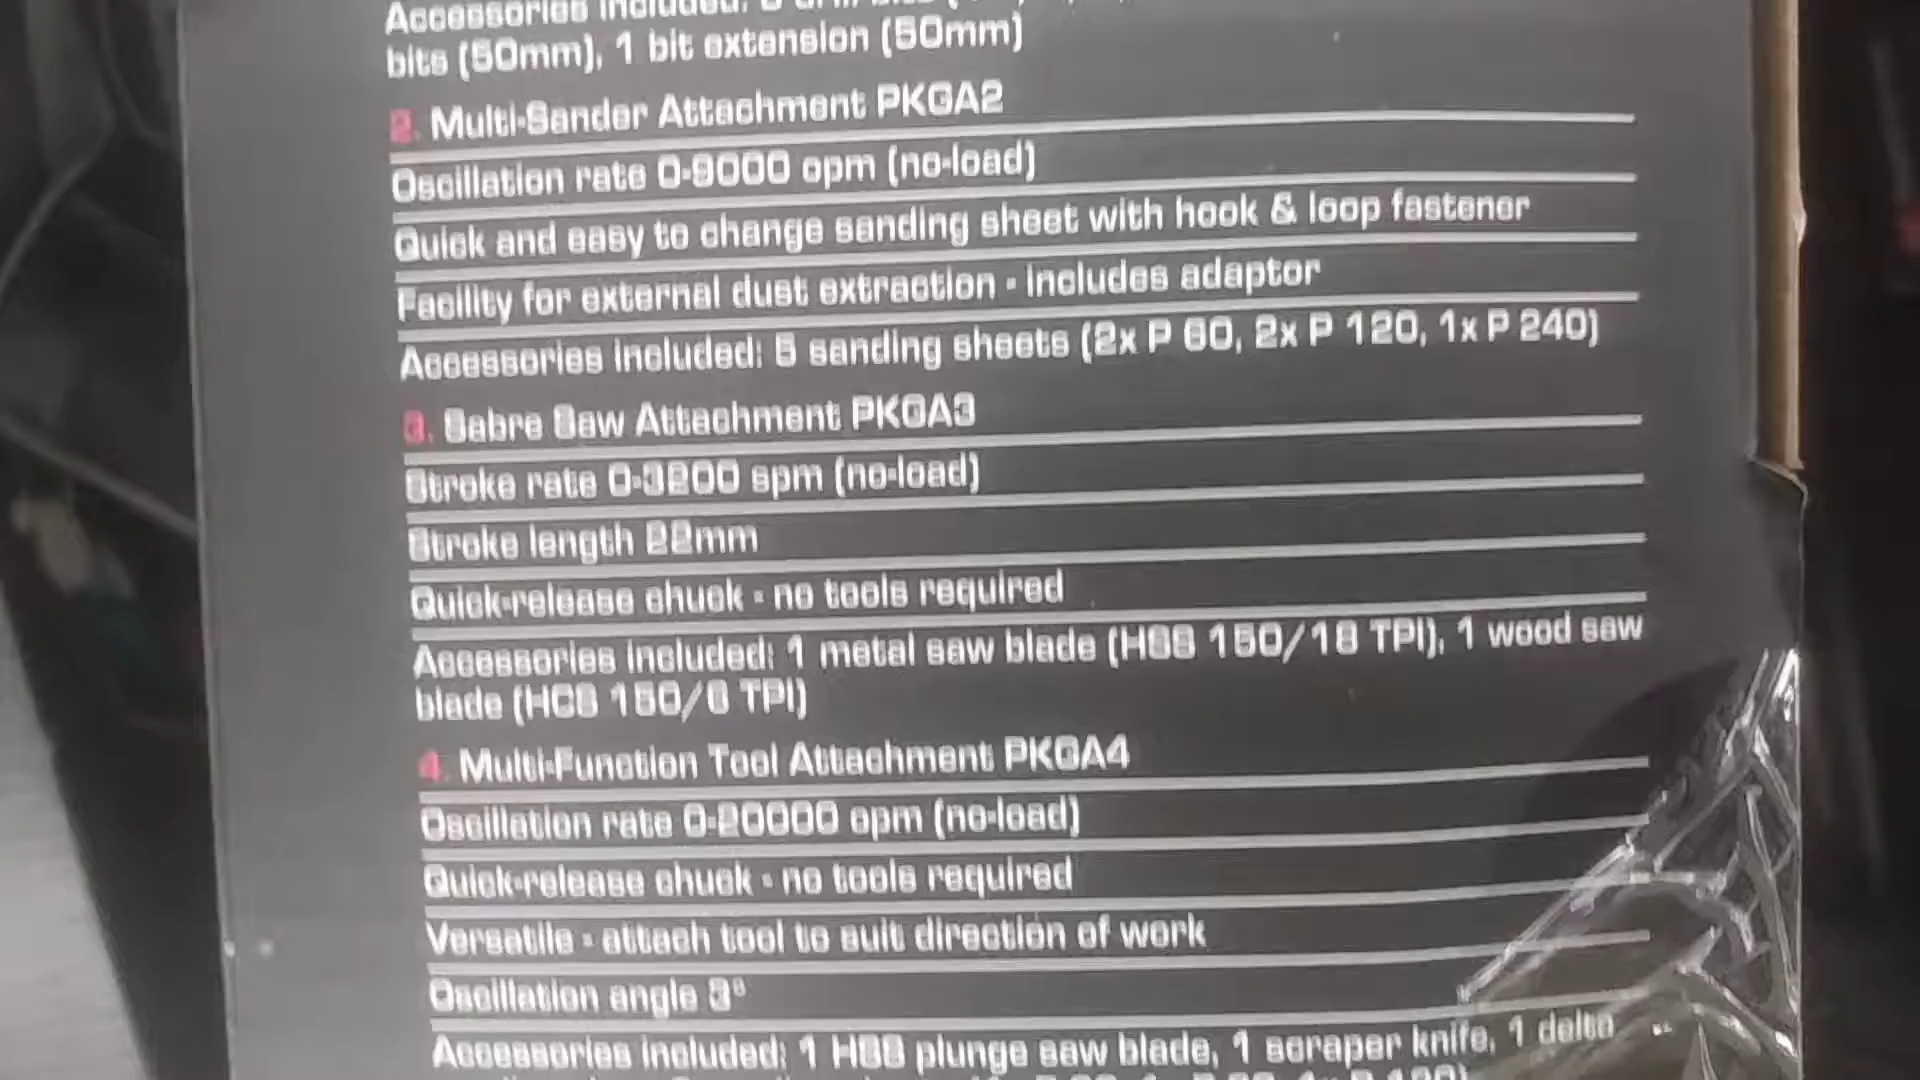 Accessories included:
bits (50mm), 1 bit extension (50mm)
2. Multi-Sander Attachment PKGA2
Oscillation rate 0-9000 opm (no-load)
Quick and easy to change sanding sheet with hook & loop fastener
Facility for external dust extraction - includes adaptor
Accessories included: 5 sanding sheets (2x P 60, 2x P 120, 1x P 240)
3. Sabre Saw Attachment PKGA3
Stroke rate 0-3200 spm (no-load)
Stroke length 22mm
Quick-release chuck - no tools required
Accessories included: 1 metal saw blade (HSS 150/18 TPI), 1 wood saw
blade (HCS 150/6 TPI)
4. Multi-Function Tool Attachment PKGA4
Oscillation rate 0-20000 opm (no-load)
Quick-release chuck - no tools required
Versatile - attach tool to suit direction of work
Oscillation angle 3°
Accessories included: 1 HSS plunge saw blade, 1 scraper knife, 1 delta